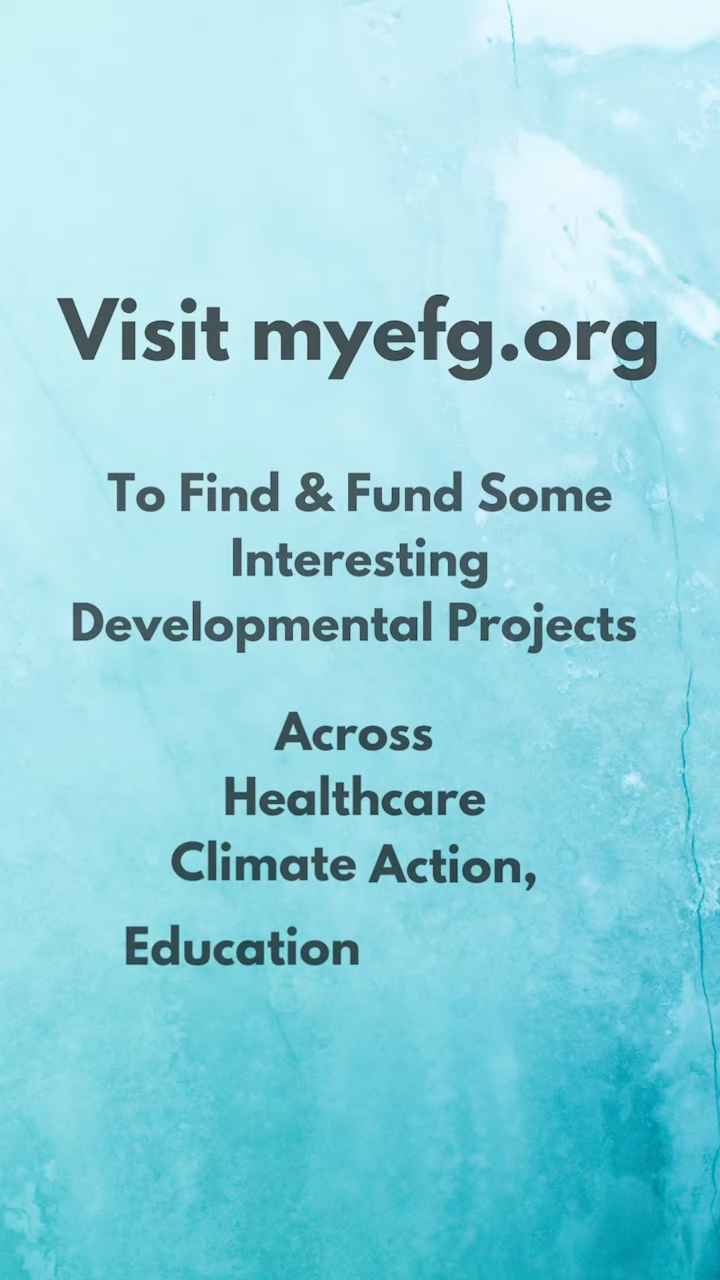 Visit myefg.org
To Find & Fund Some
Interesting
Developmental Projects
Across
Healthcare
Climate Action,
Education